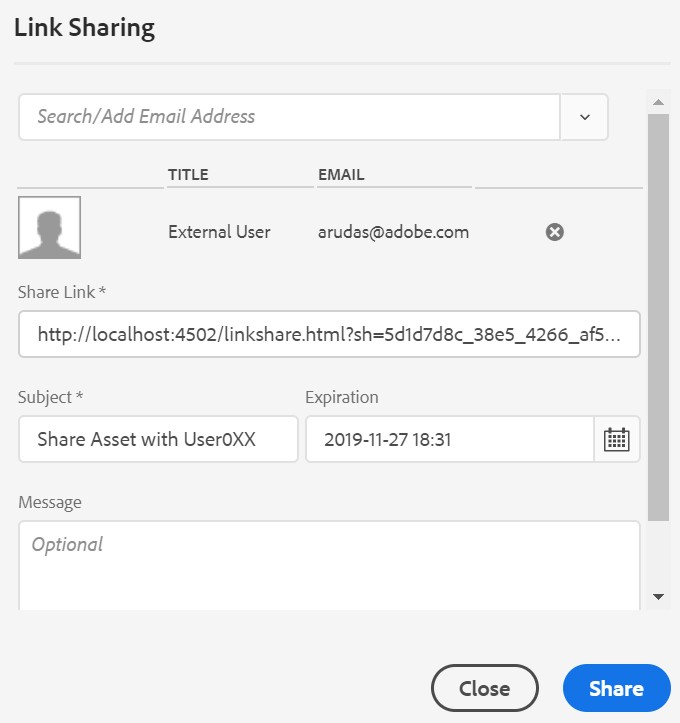 Link Sharing
Search/Add Email Address
TITLE EMAIL
External User arudas@adobe.com
Share Link *
http://localhost:4502/linkshare.html?sh=5d1d7d8c_38e5_4266_af5...
Subject * Expiration
Share Asset with User0XX 2019-11-27 18:31
Message
Optional
Close Share